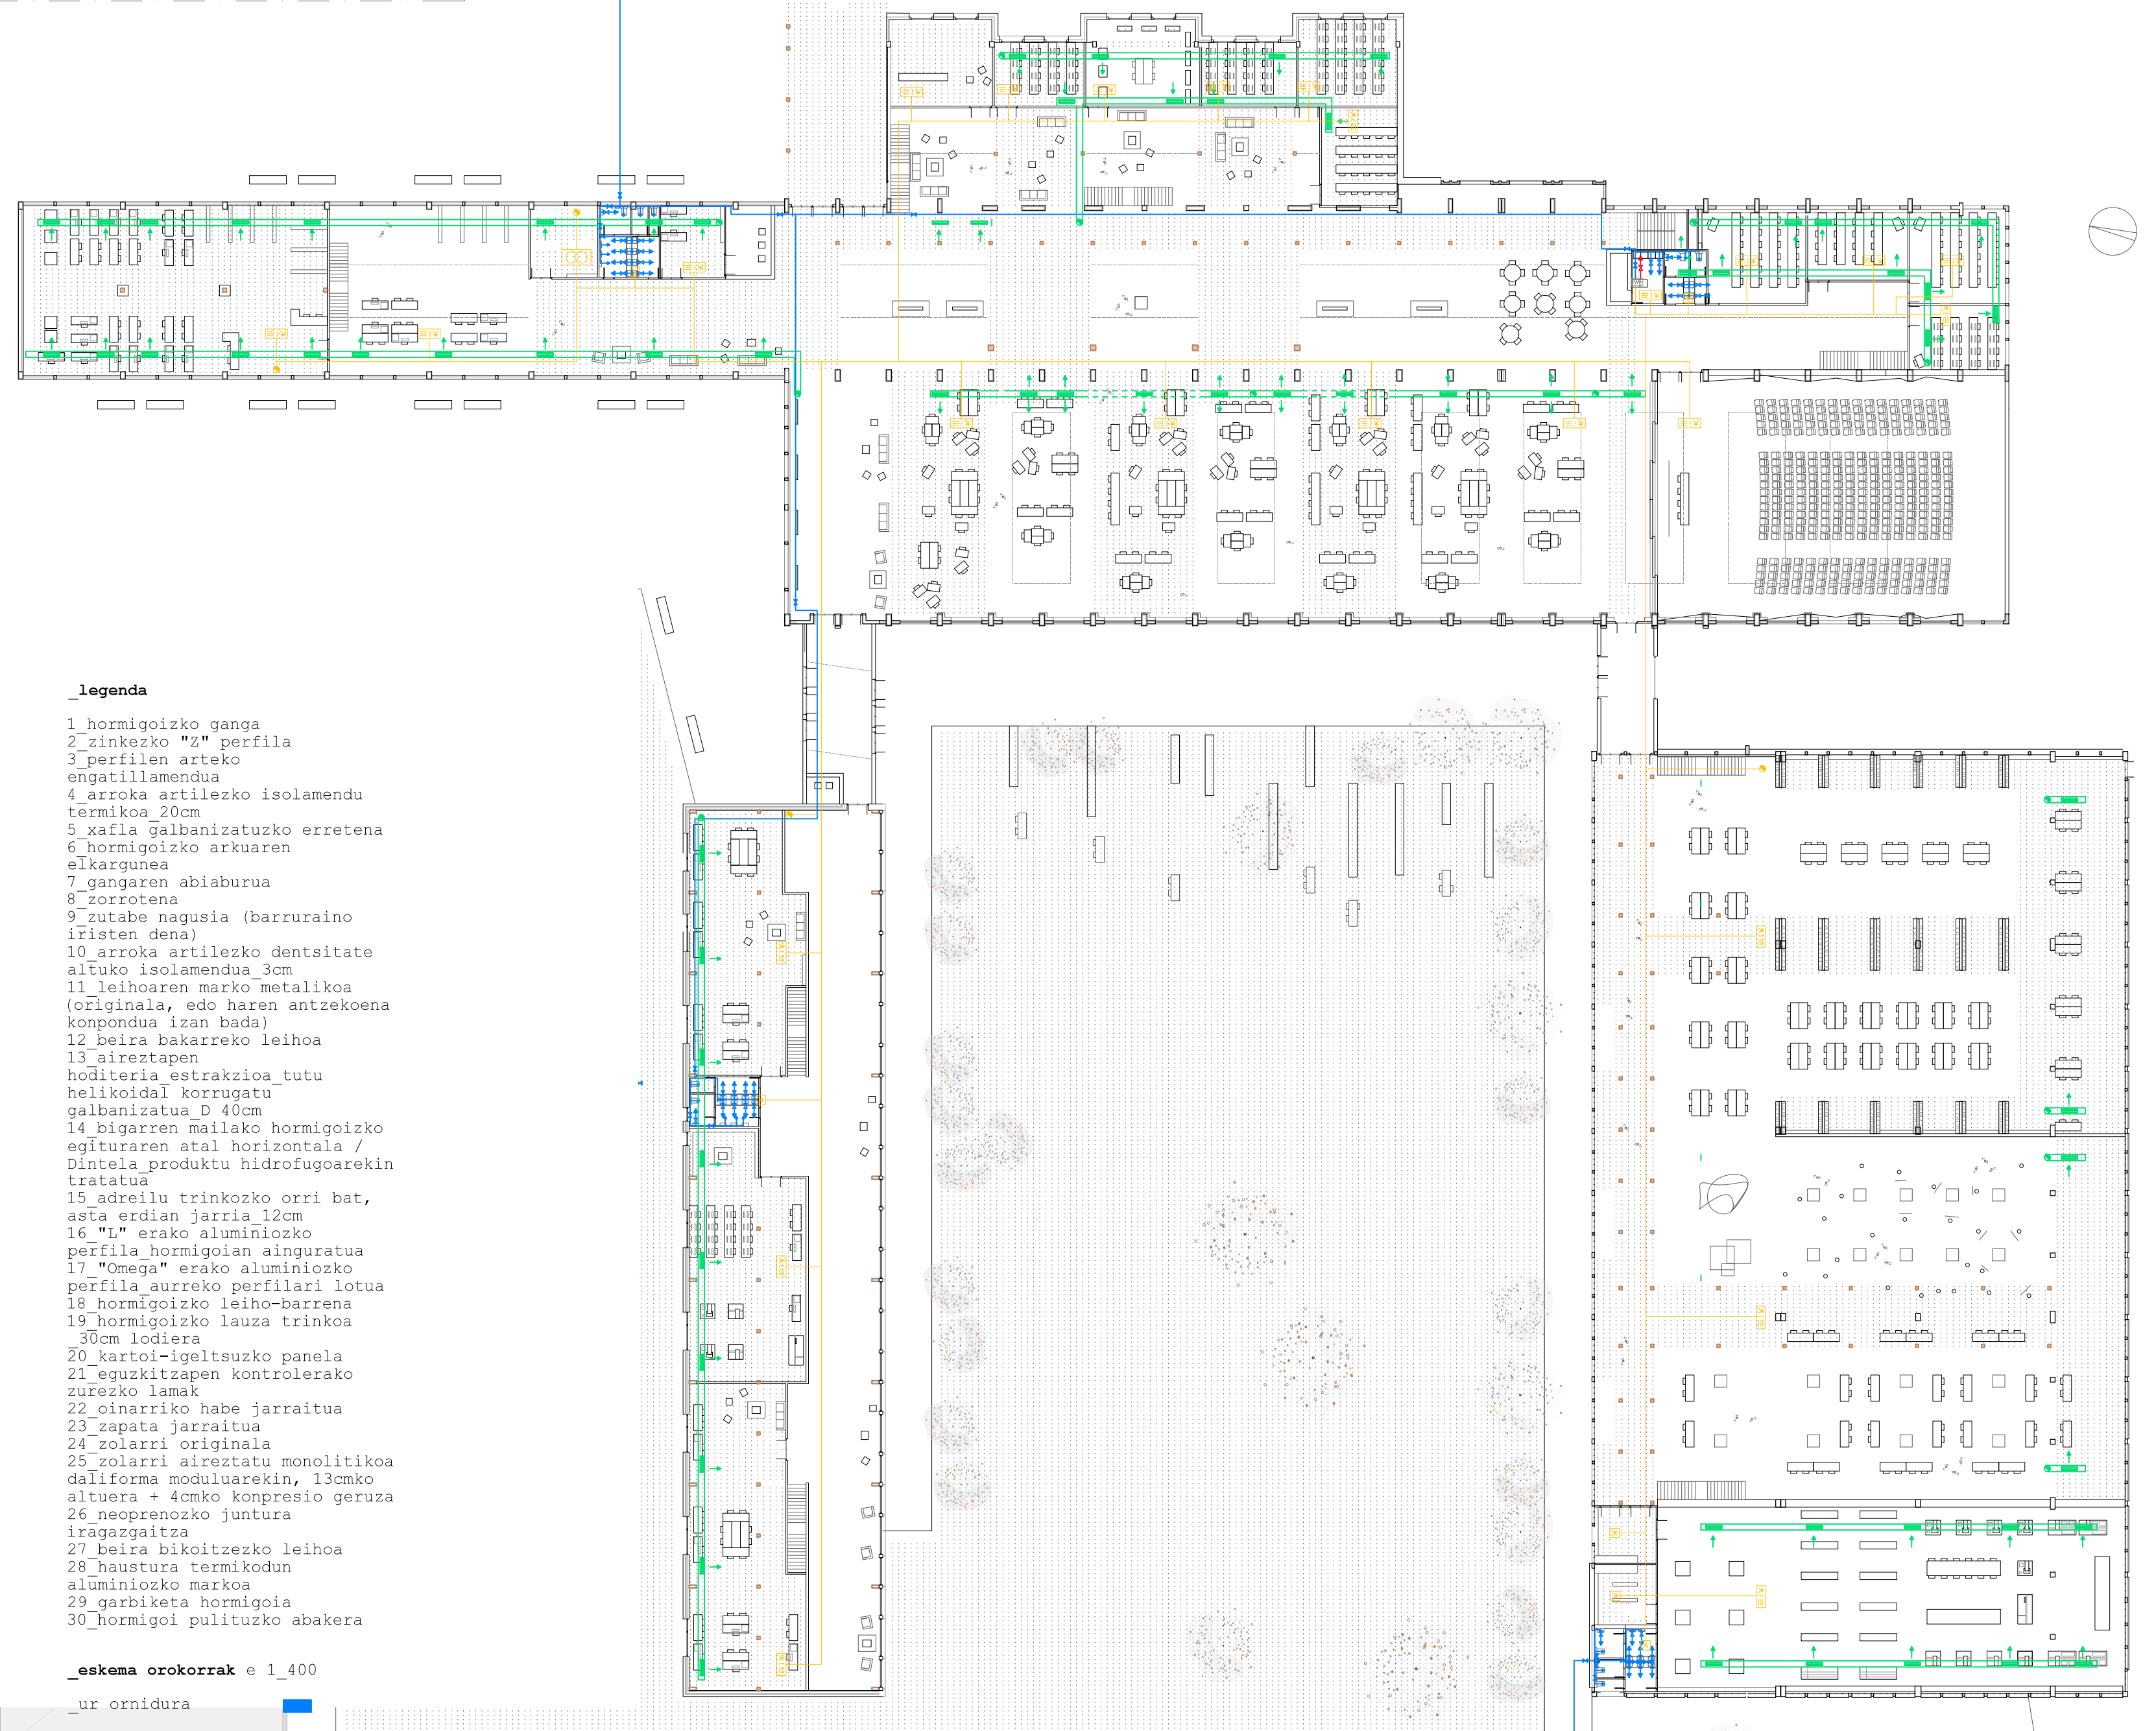 _legenda
1_hormigoizko ganga
2_zinkezko "Z" perfila
3_perfilen arteko
engatillamendua
4_arroka artilezko isolamendu
termikoa_20cm
5_xafla galbanizatuzko erretena
6_hormigoizko arkuaren
elkargunea
7_gangaren abiaburua
8_zorrotena
9_zutabe nagusia (barruraino
iristen dena)
10_arroka artilezko dentsitate
altuko isolamendua_3cm
11_leihoaren marko metalikoa
(originala, edo haren antzekoena
konpondua izan bada)
12_beira bakarreko leihoa
13_aireztapen
hoditeria_estrakzioa_tutu
helikoidal korrugatu
galbanizatua_D 40cm
14_bigarren mailako hormigoizko
egituraren atal horizontala /
Dintela_produktu hidrofugoarekin
tratatua
15_adreilu trinkozko orri bat,
asta erdian jarria_12cm
16_"L" erako aluminiozko
perfila_hormigoian ainguratua
17_"Omega" erako aluminiozko
perfila_aurreko perfilari lotua
18_hormigoizko leiho-barrena
19_hormigoizko lauza trinkoa
_30cm lodiera
20_kartoi-igeltsuzko panela
21_eguzkitzapen kontrolerako
zurezko lamak
22_oinarriko habe jarraitua
23_zapata jarraitua
24_zolarri originala
25_zolarri aireztatu monolitikoa
daliforma moduluarekin, 13cmko
altuera + 4cmko konpresio geruza
26_neoprenozko juntura
iragazgaitza
27_beira bikoitzezko leihoa
28_haustura termikodun
aluminiozko markoa
29_garbiketa hormigoia
30_hormigoi pulituzko abakera
_eskema orokorrak e 1_400
_ur ornidura